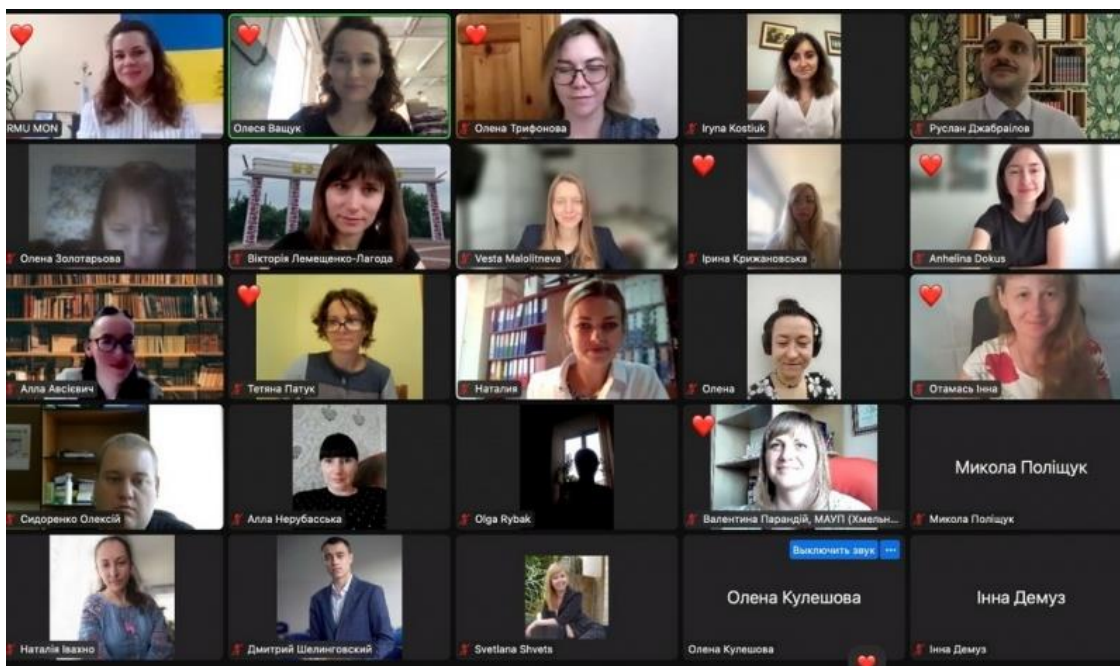 RMU MON
Олеся Ващук
Олена Трифонова
Iryna Kostiuk
Руслан Джабраілов
Олена Золотарьова
Вікторія Лемещенко-Лагода
Vesta Malolitneva
Ірина Крижановська
Anhelina Dokus
Алла Авсієвич
Тетяна Патук
Наталия
Олена
Отамась Інна
Сидоренко Олексій
Алла Нерубасська
Olga Rybak
Валентина Парандій, МАУП (Хмельн...
Микола Поліщук
Микола Поліщук
Наталія Івахно
Дмитрий Шелинговский
Svetlana Shvets
Выключить звук
Олена Кулешова
Олена Кулешова
Інна Демуз
Інна Демуз